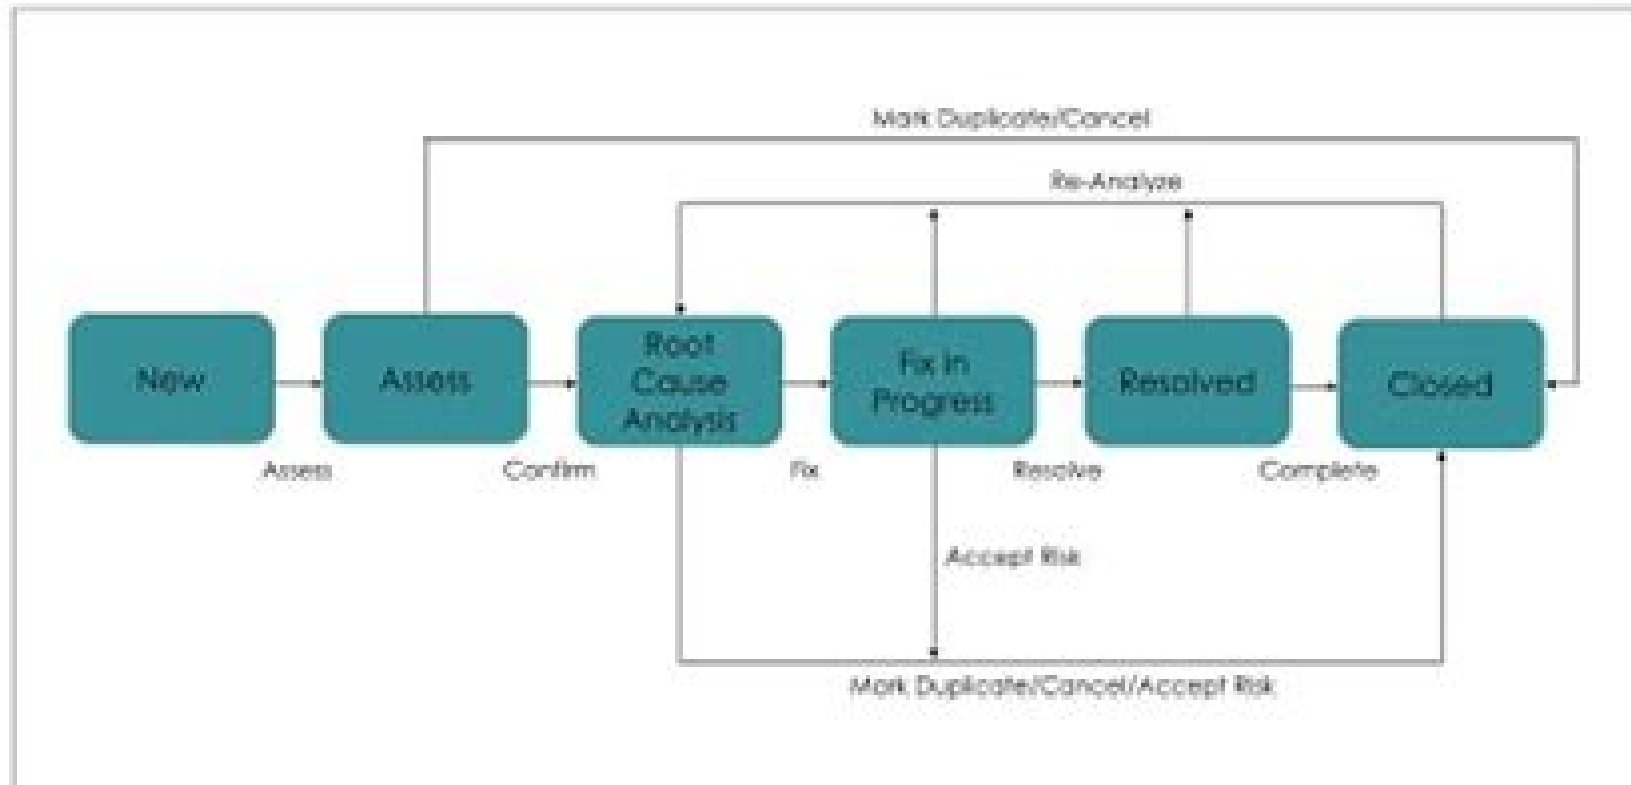 Mark Duplicate/Cancel
Re-Analyze
New
Assess
Root
Cause
Analysis
Fix in
Progress
Resolved
Closed
Assess
Confirm
Fix
Resolve
Complete
Accept Risk
Mark Duplicate/Cancel/Accept Risk